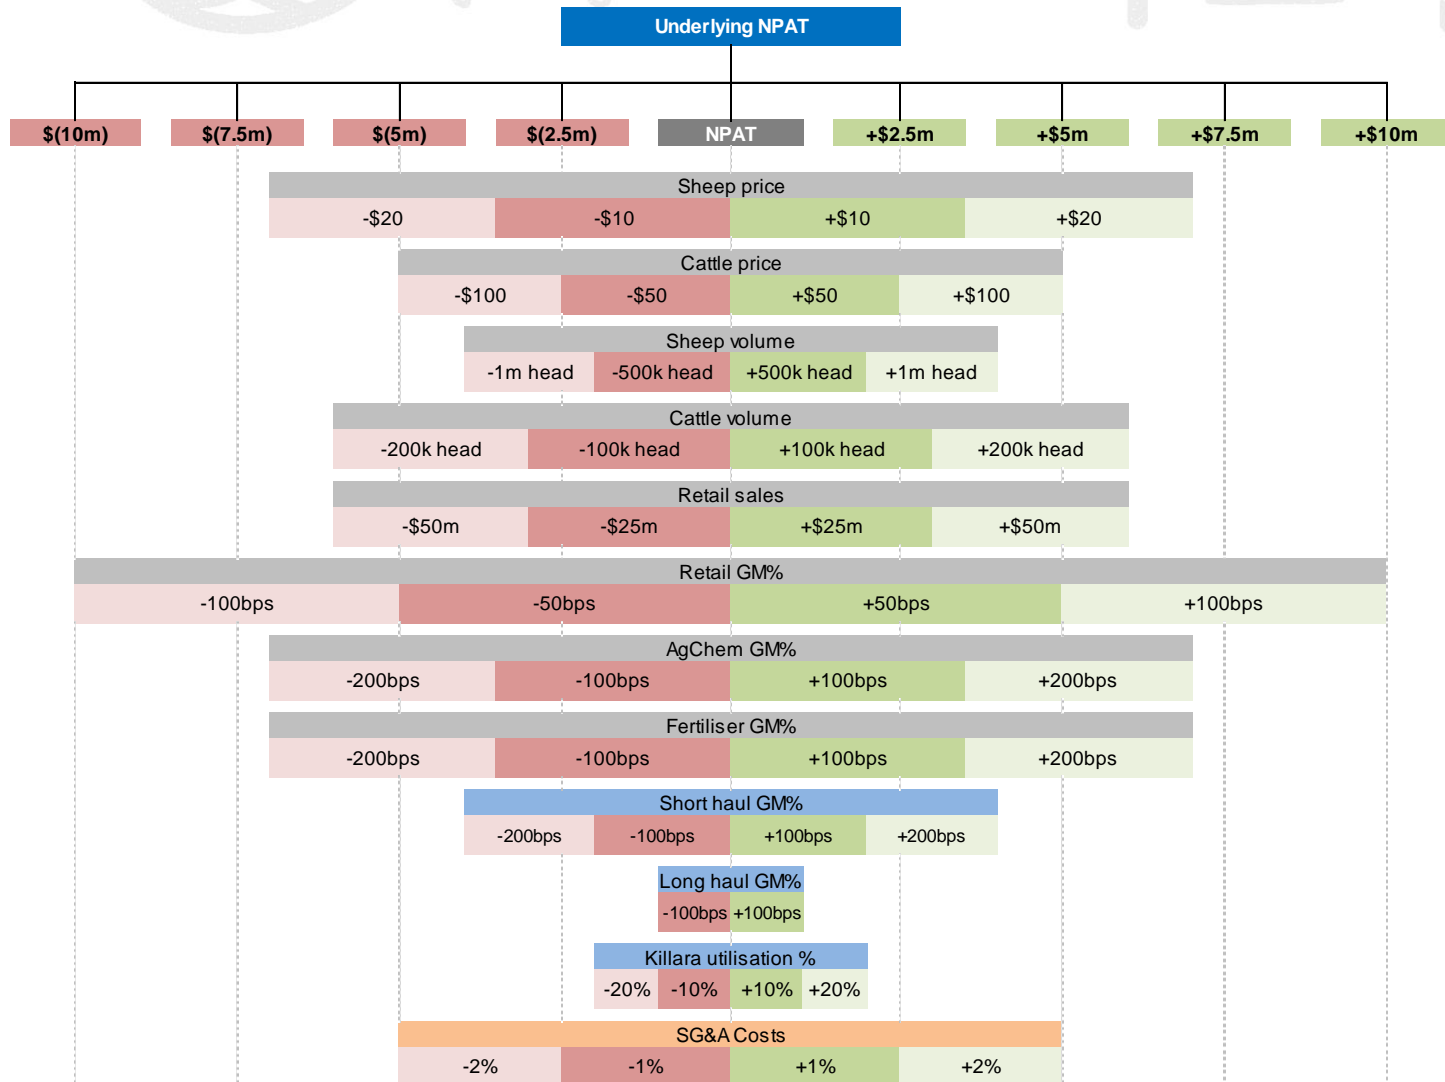 Underlying NPAT
$(10m) $(7.5m) $(5m) $(2.5m) NPAT +$2.5m +$5m +$7.5m +$10m
Sheep price
-$20 -$10 +$10 +$20
Cattle price
-$100 -$50 +$50 +$100
Sheep volume
-1m head -500k head +500k head +1m head
Cattle volume
-200k head -100k head +100k head +200k head
Retail sales
-$50m -$25m +$25m +$50m
Retail GM%
-100bps -50bps +50bps +100bps
AgChem GM%
-200bps -100bps +100bps +200bps
Fertiliser GM%
-200bps -100bps +100bps +200bps
Short haul GM%
-200bps -100bps +100bps +200bps
Long haul GM%
-100bps +100bps
Killara utilisation %
-20% -10% +10% +20%
SG&A Costs
-2% -1% +1% +2%